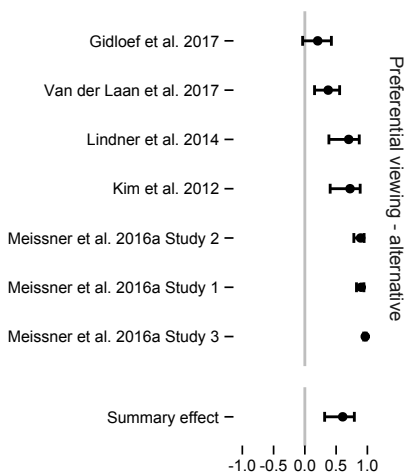 Gidloef et al. 2017
Van der Laan et al. 2017
Lindner et al. 2014
Kim et al. 2012
Meissner et al. 2016a Study 2
Meissner et al. 2016a Study 1
Meissner et al. 2016a Study 3
Summary effect
-1.0 -0.5 0.0 0.5 1.0
Preferential viewing - alternative